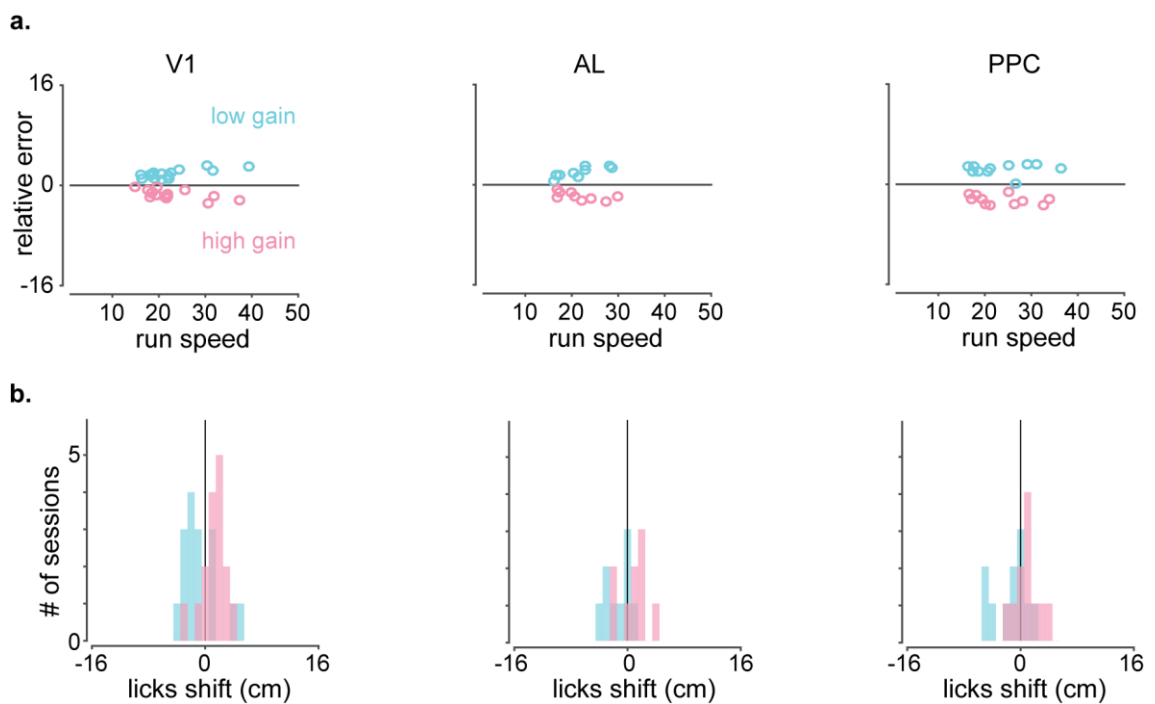 a.
V1 AL PPC
16
low gain
relative error
0
high gain
-16
10 20 30 40 50 10 20 30 40 50 10 20 30 40 50
run speed run speed run speed
b.
5
# of sessions
0
-16 0 16 -16 0 16 -16 0 16
licks shift (cm) licks shift (cm) licks shift (cm)